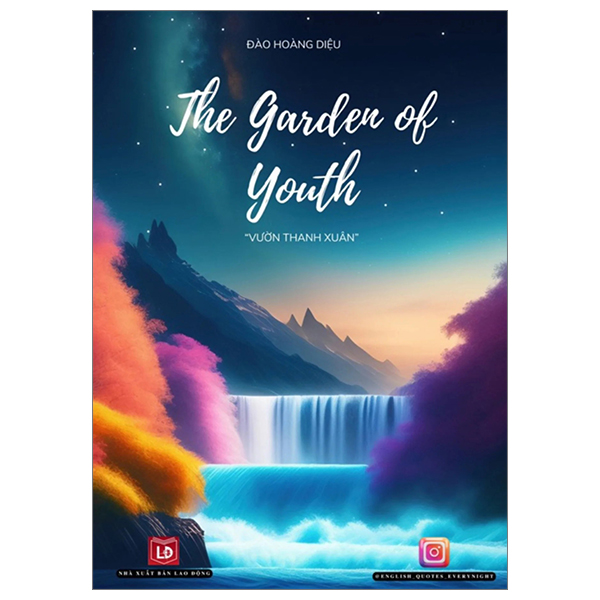 ĐÀO HOÀNG DIỆU
The Garden of
Youth
“VƯỜN THANH XUÂN”
LĐ
NHÀ XUẤT BẢN LAO ĐỘNG
@ENGLISH_QUOTES_EVERYNIGHT